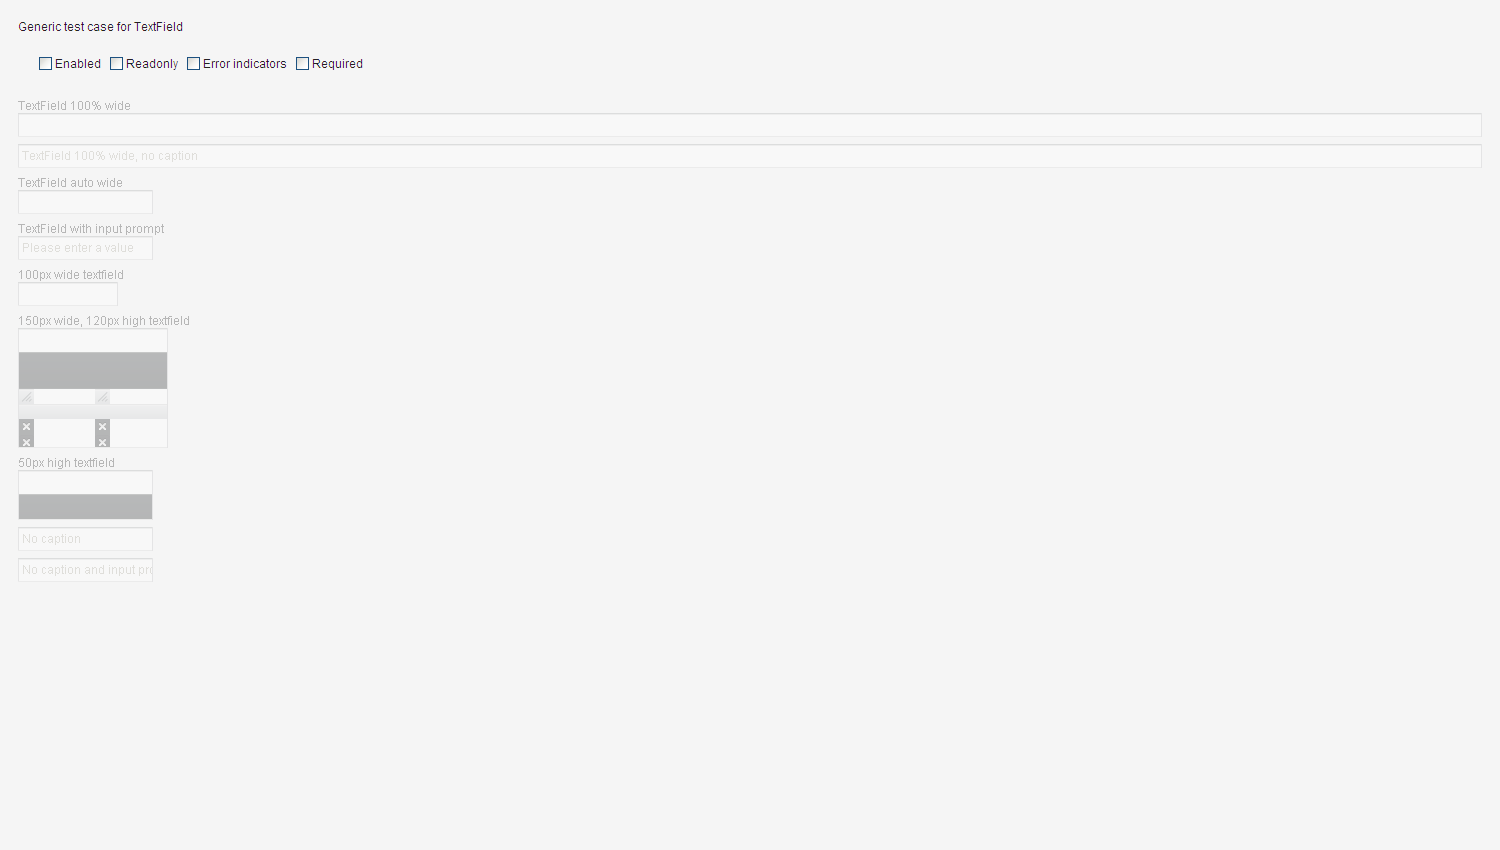 Generic test case for TextField
Enabled Readonly Error indicators Required
TextField 100% wide
TextField 100% wide, no caption
TextField auto wide
TextField with input prompt
Please enter a value
100px wide textfield
150px wide, 120px high textfield
50px high textfield
No caption
No caption and input pro